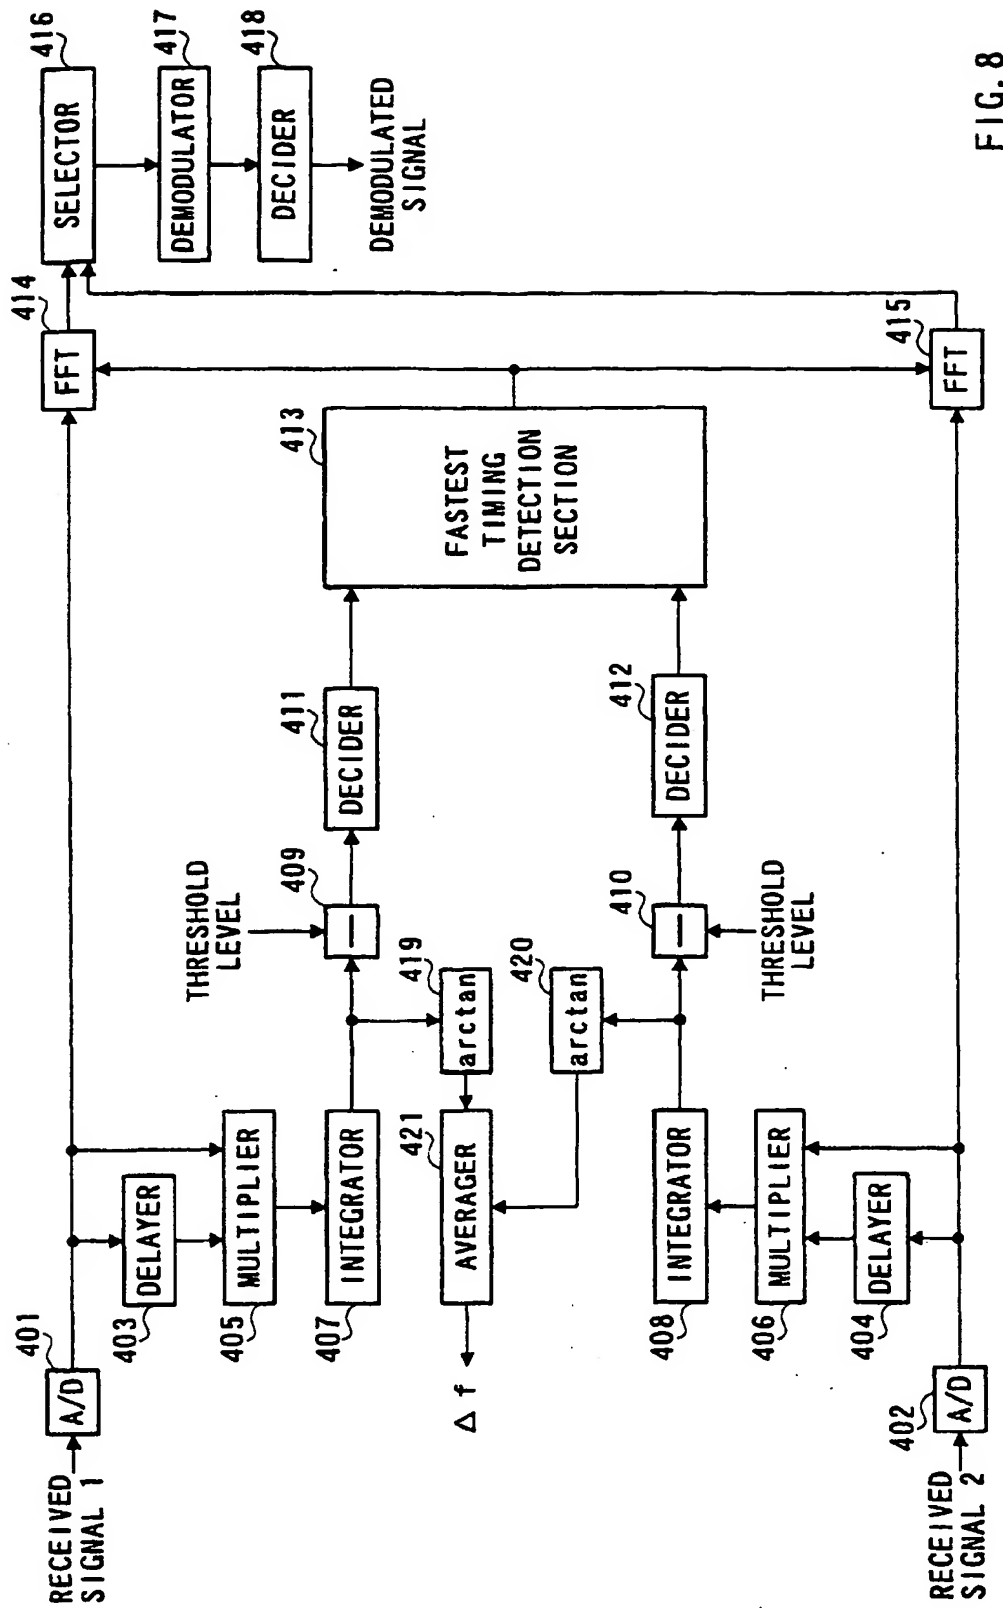 RECEIVED
SIGNAL 1
A/D
401
DELAYER
403
MULTIPLIER
405
INTEGRATOR
407
THRESHOLD
LEVEL
—
409
arctan
419
AVERAGER
421
Δf
DECIDER
411
FASTEST
TIMING
DETECTION
SECTION
413
FFT
414
SELECTOR
416
DEMODULATOR
417
DECIDER
418
DEMODULATED
SIGNAL
arctan
420
—
410
DECIDER
412
THRESHOLD
LEVEL
INTEGRATOR
408
MULTIPLIER
406
DELAYER
404
RECEIVED
SIGNAL 2
A/D
402
FFT
415
FIG. 8